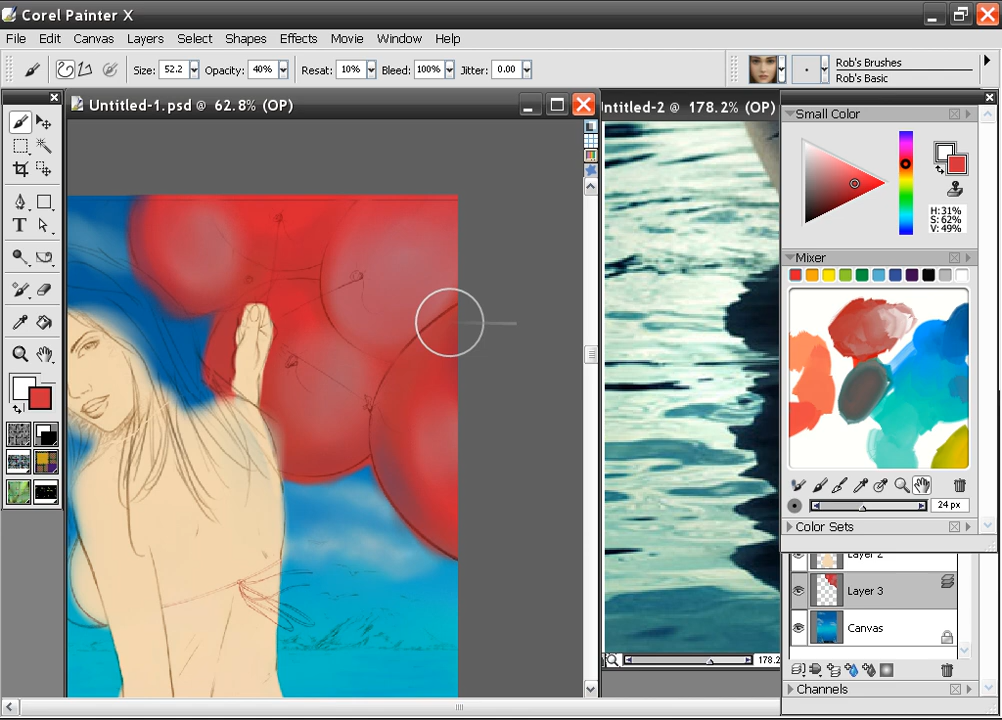 Corel Painter X
File Edit Canvas Layers Select Shapes Effects Movie Window Help
Size: 52.2 Opacity: 40% Resat: 10% Bleed: 100% Jitter: 0.00
Rob's Brushes
Rob's Basic
Untitled-1.psd @ 62.8% (OP)
ntitled-2 @ 178.2% (OP)
Small Color
H:31%
S:62%
V:49%
Mixer
T
24 px
Color Sets
Layer 2
Layer 3
Canvas
178.2
Channels